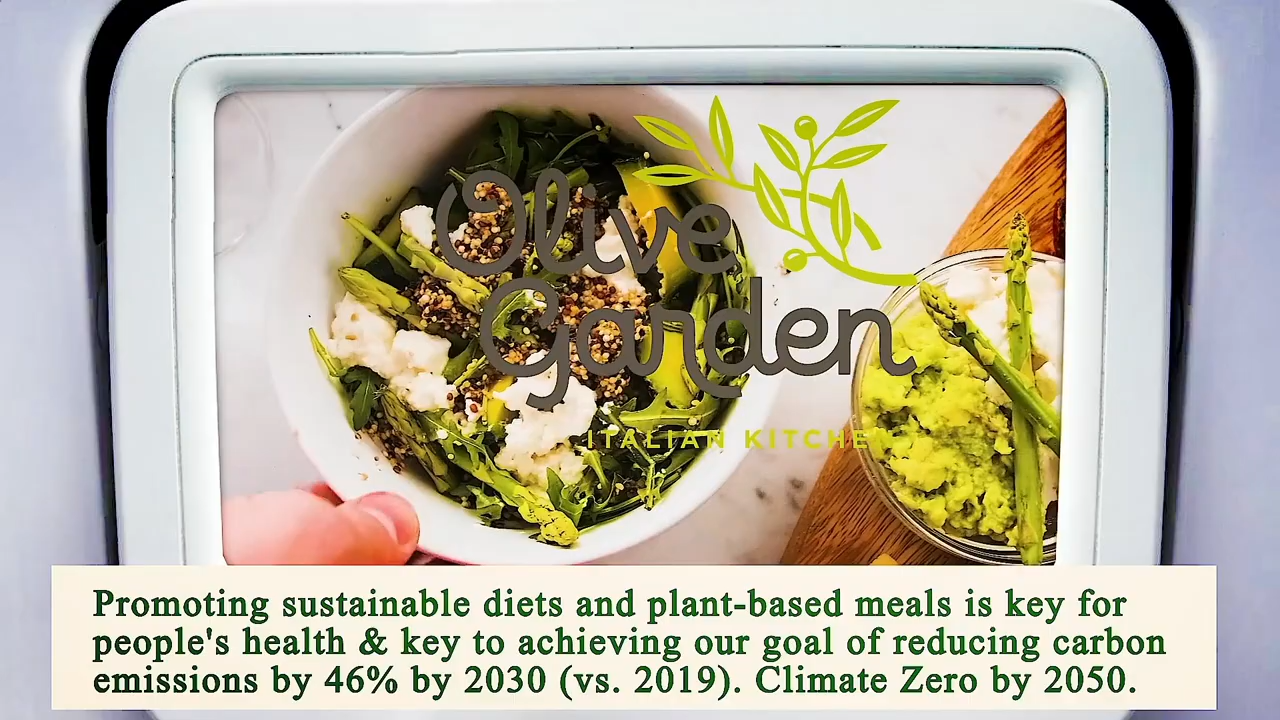 Olive
Garden
ITALIAN KITCHEN
Promoting sustainable diets and plant-based meals is key for
people's health & key to achieving our goal of reducing carbon
emissions by 46% by 2030 (vs. 2019). Climate Zero by 2050.